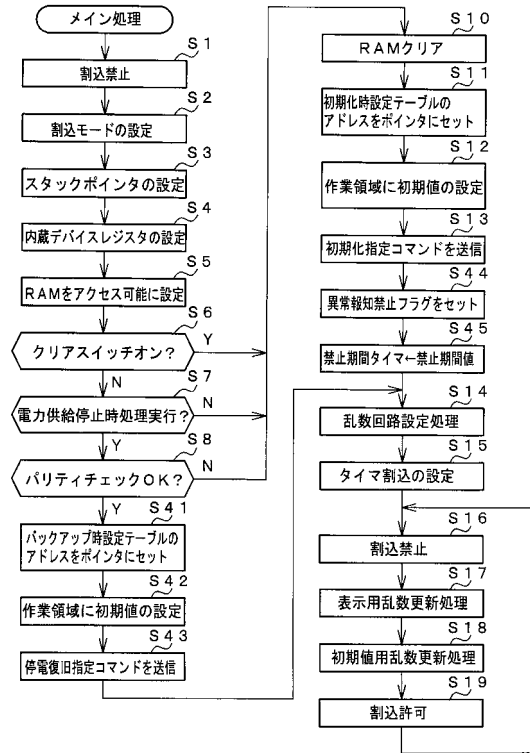 メイン処理
S1
割込禁止
S2
割込モードの設定
S3
スタックポインタの設定
S4
内蔵デバイスレジスタの設定
S5
RAMをアクセス可能に設定
S6
クリアスイッチオン?
Y
N
S7
電力供給停止時処理実行?
N
Y
S8
パリティチェックOK?
N
Y
S41
バックアップ時設定テーブルの
アドレスをポインタにセット
S42
作業領域に初期値の設定
S43
停電復旧指定コマンドを送信
S10
RAMクリア
S11
初期化時設定テーブルの
アドレスをポインタにセット
S12
作業領域に初期値の設定
S13
初期化指定コマンドを送信
S44
異常報知禁止フラグをセット
S45
禁止期間タイマ←禁止期間値
S14
乱数回路設定処理
S15
タイマ割込の設定
S16
割込禁止
S17
表示用乱数更新処理
S18
初期値用乱数更新処理
S19
割込許可